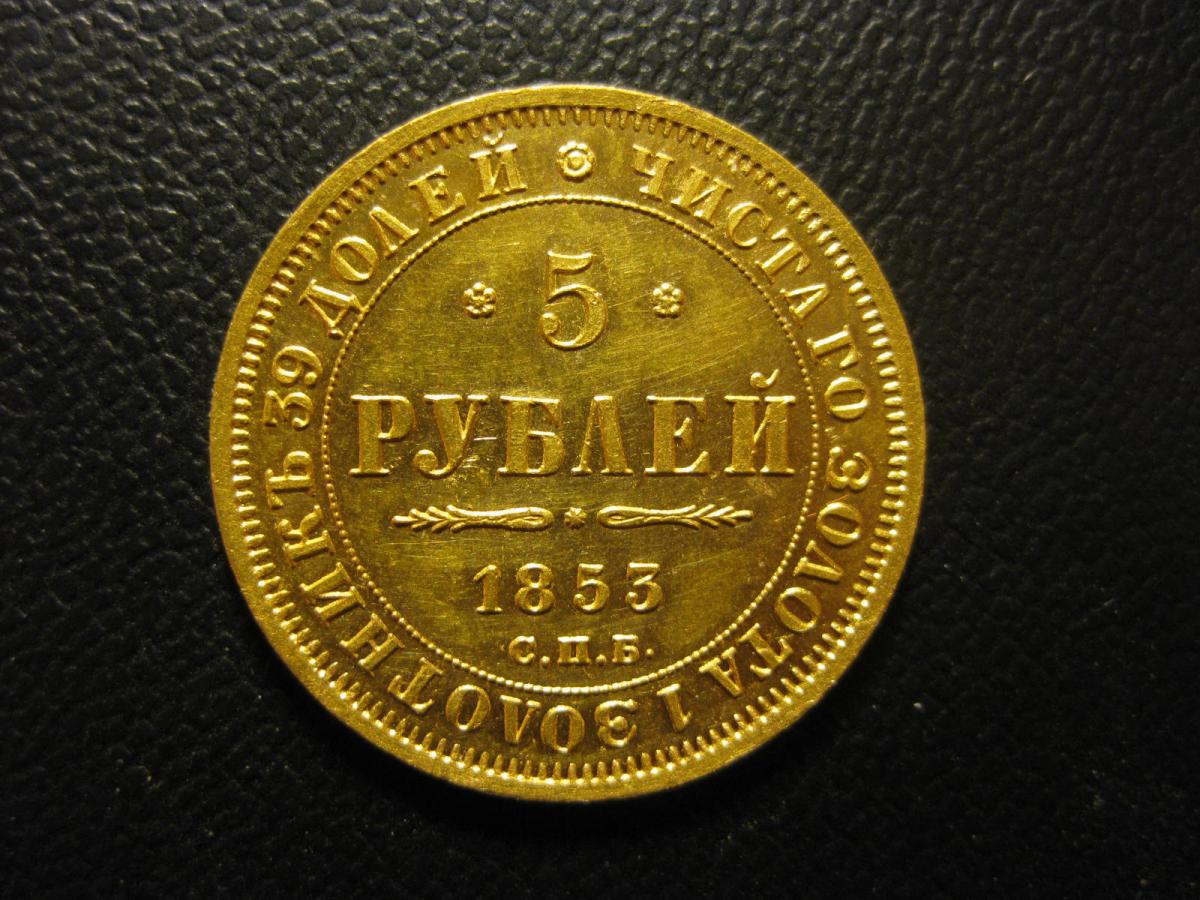 ЧИСТАГО ЗОЛОТА 1 ЗОЛОТНИКЪ 39 ДОЛЕЙ
5
РУБЛЕЙ
1853
С.П.Б.